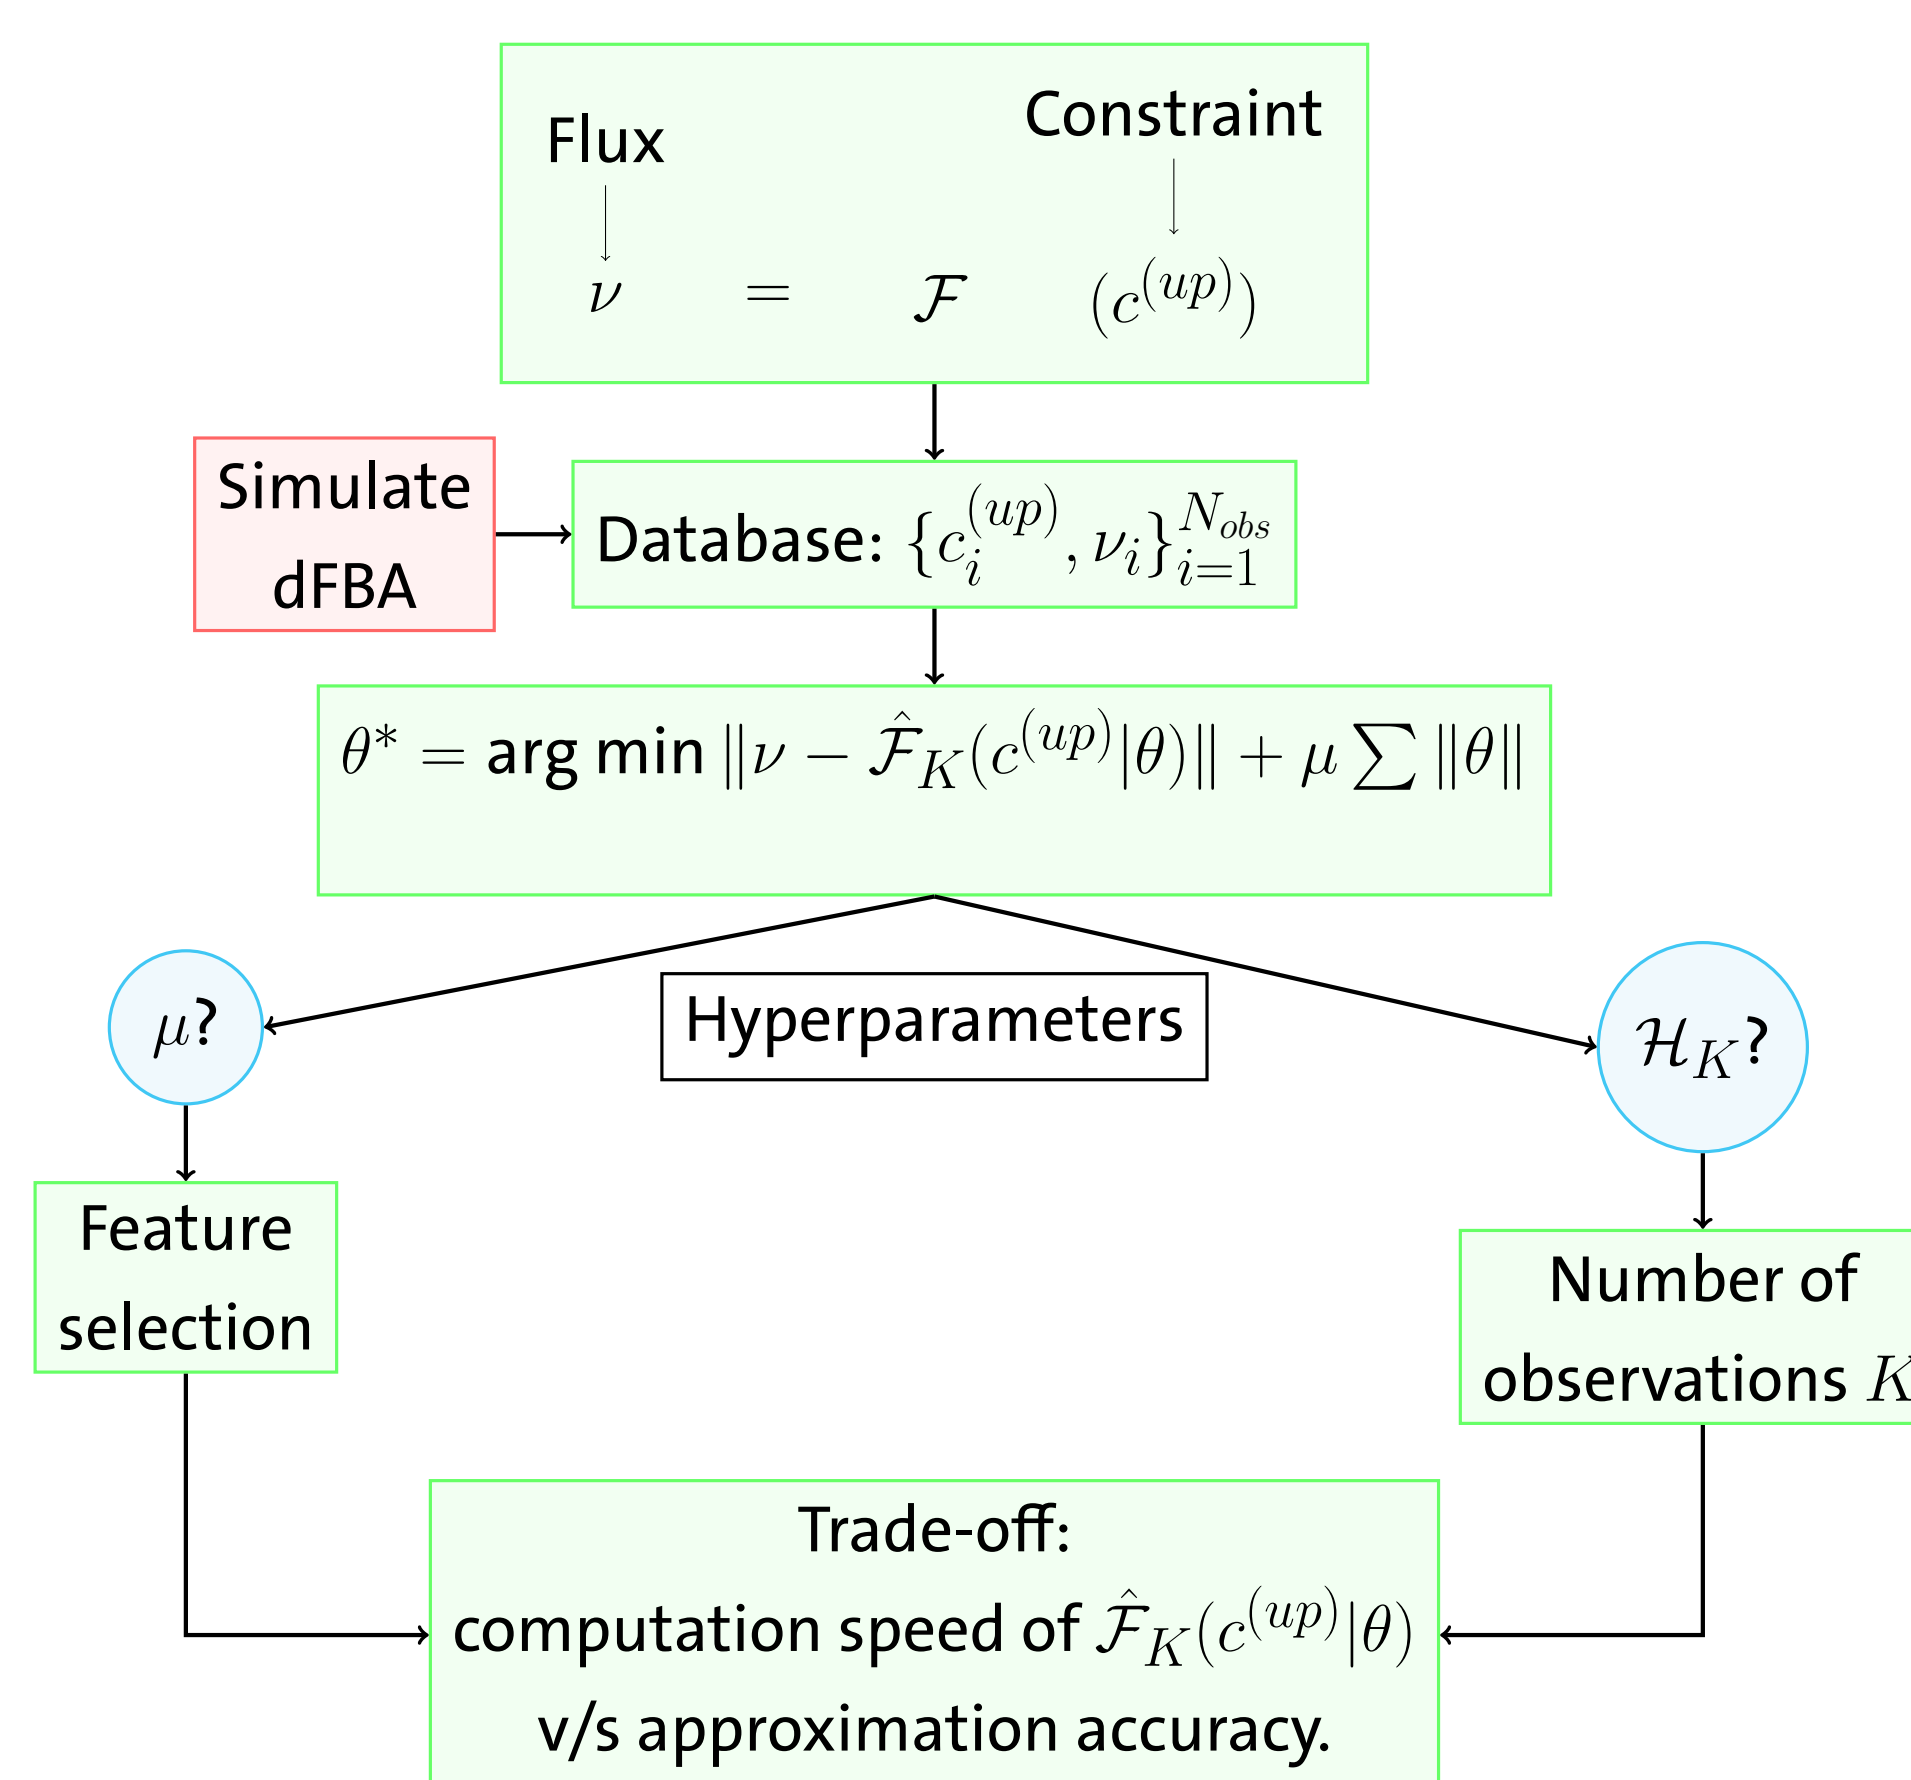 Flux
Constraint
ν = ℱ (c^(up))
Simulate
dFBA
Database: {c_i^(up), ν_i}_{i=1}^{N_obs}
θ* = arg min ‖ν − ℱ̂_K(c^(up)|θ)‖ + μ ∑ ‖θ‖
μ?
Hyperparameters
ℋ_K?
Feature
selection
Number of
observations K
Trade-off:
computation speed of ℱ̂_K(c^(up)|θ)
v/s approximation accuracy.